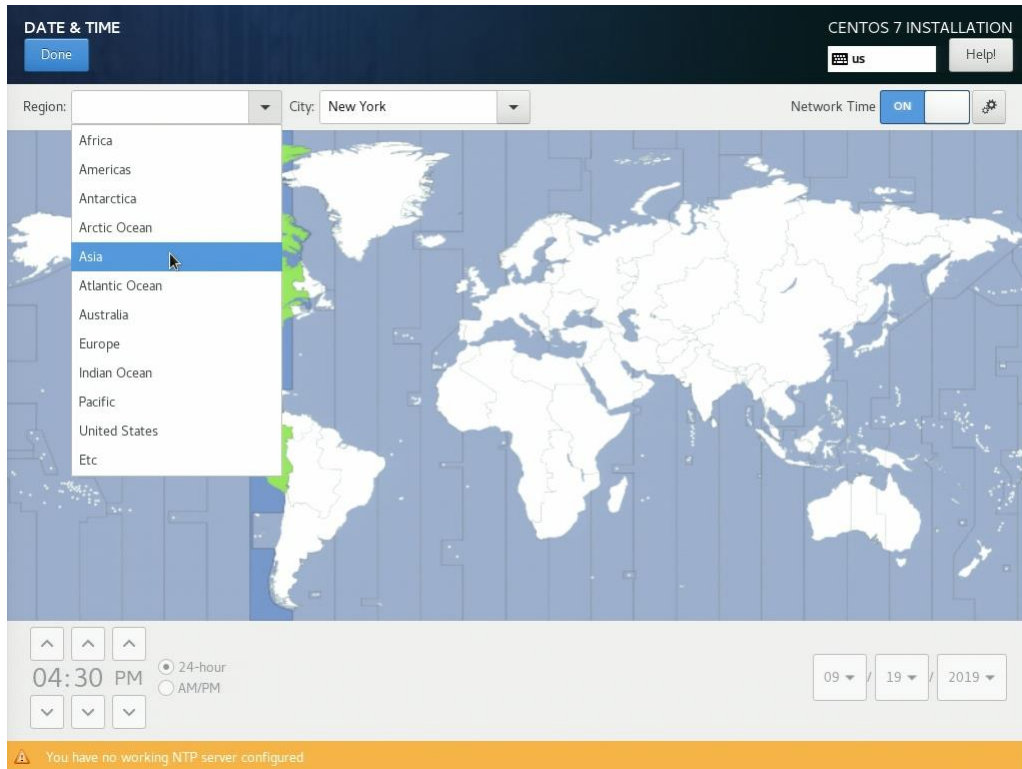 DATE & TIME
CENTOS 7 INSTALLATION
Done
us
Help!
Region:
City:
New York
Network Time
ON
Africa
Americas
Antarctica
Arctic Ocean
Asia
Atlantic Ocean
Australia
Europe
Indian Ocean
Pacific
United States
Etc
04:30 PM
24-hour
AM/PM
09 / 19 / 2019
You have no working NTP server configured